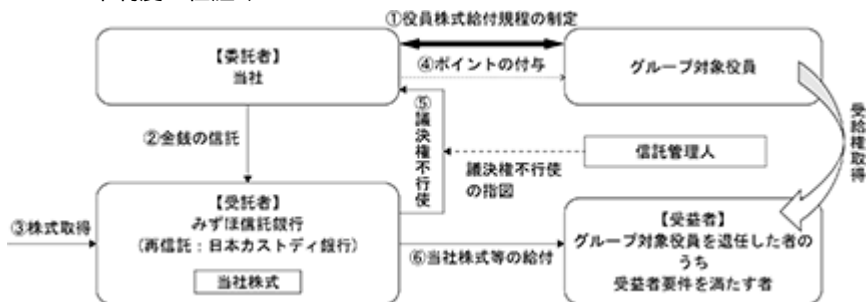 ①役員株式給付規程の制定
【委託者】
当社
④ポイントの付与
グループ対象役員
②金銭の信託
⑤議決権不行使
議決権不行使
の指図
信託管理人
受給権取得
③株式取得
【受託者】
みずほ信託銀行
(再信託：日本カストディ銀行)
当社株式
⑥当社株式等の給付
【受益者】
グループ対象役員を退任した者の
うち
受益者要件を満たす者